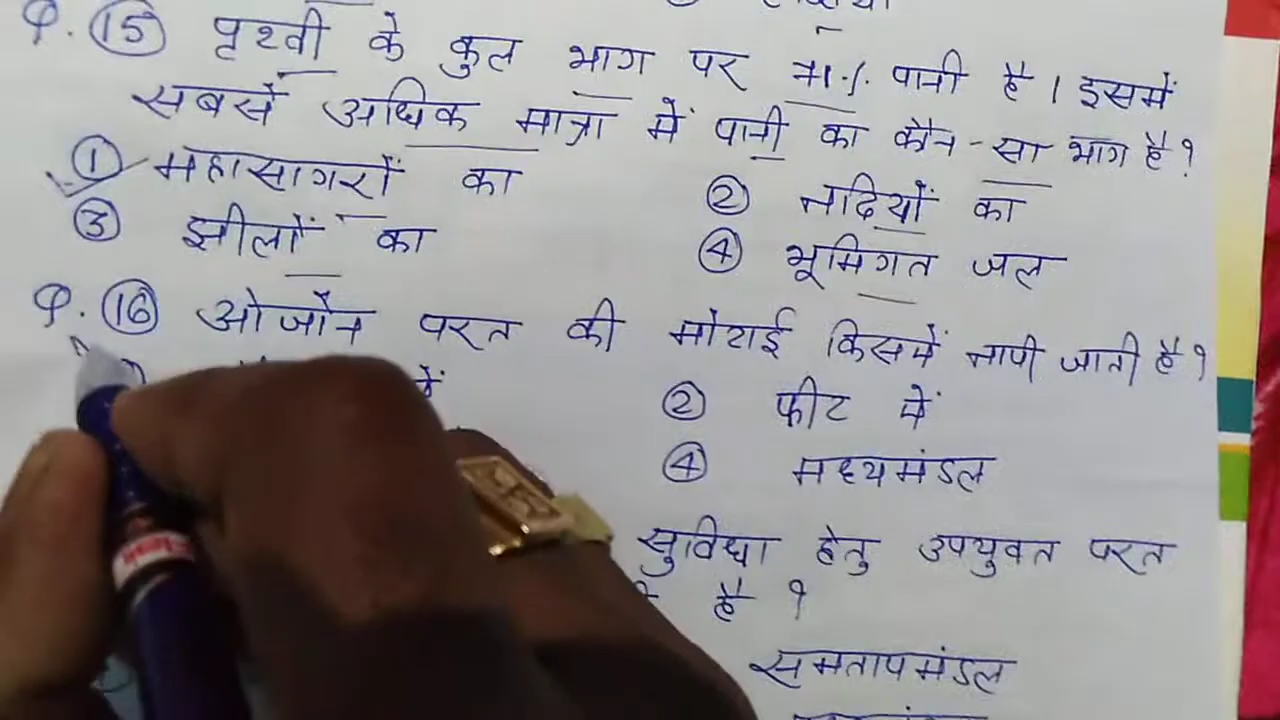 Q. 15 पृथ्वी के कुल भाग पर 71% पानी है। इसमें
सबसे अधिक मात्रा में पानी का कौन-सा भाग है?
1 महासागरों का
2 नदियों का
3 झीलों का
4 भूमिगत जल
Q. 16 ओजोन परत की मोटाई किसमें नापी जाती है?
में
2 फीट में
4 मध्यमंडल
सुविधा हेतु उपयुक्त परत
है ?
समतापमंडल